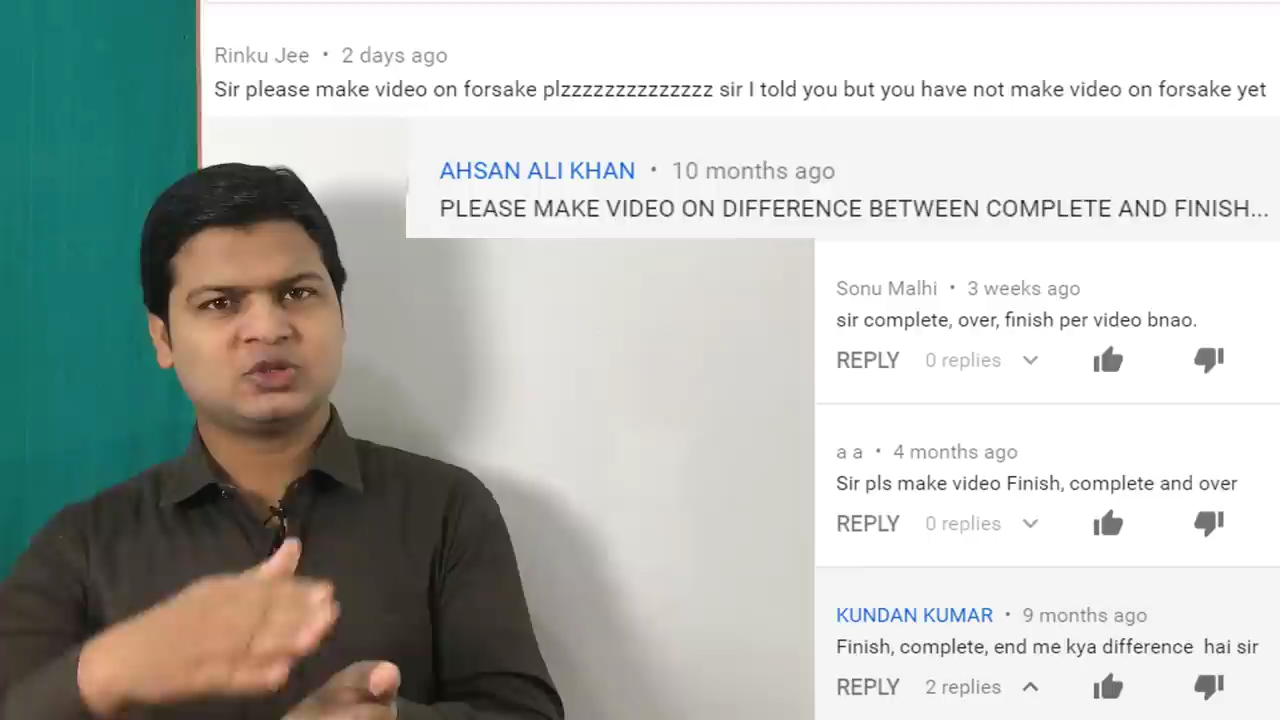 Rinku Jee • 2 days ago
Sir please make video on forsake plzzzzzzzzzzzzzz sir I told you but you have not make video on forsake yet
AHSAN ALI KHAN • 10 months ago
PLEASE MAKE VIDEO ON DIFFERENCE BETWEEN COMPLETE AND FINISH...
Sonu Malhi • 3 weeks ago
sir complete, over, finish per video bnao.
REPLY 0 replies
a a • 4 months ago
Sir pls make video Finish, complete and over
REPLY 0 replies
KUNDAN KUMAR • 9 months ago
Finish, complete, end me kya difference hai sir
REPLY 2 replies